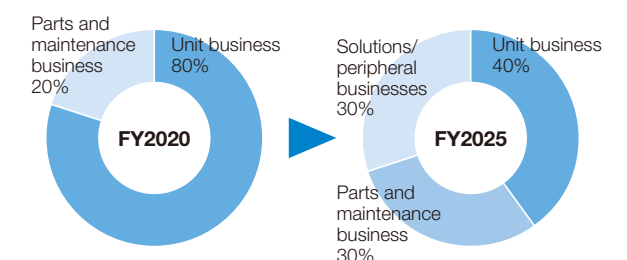 Parts and
maintenance
business
20%
Unit business
80%
FY2020
Solutions/
peripheral
businesses
30%
Unit business
40%
FY2025
Parts and
maintenance
business
30%